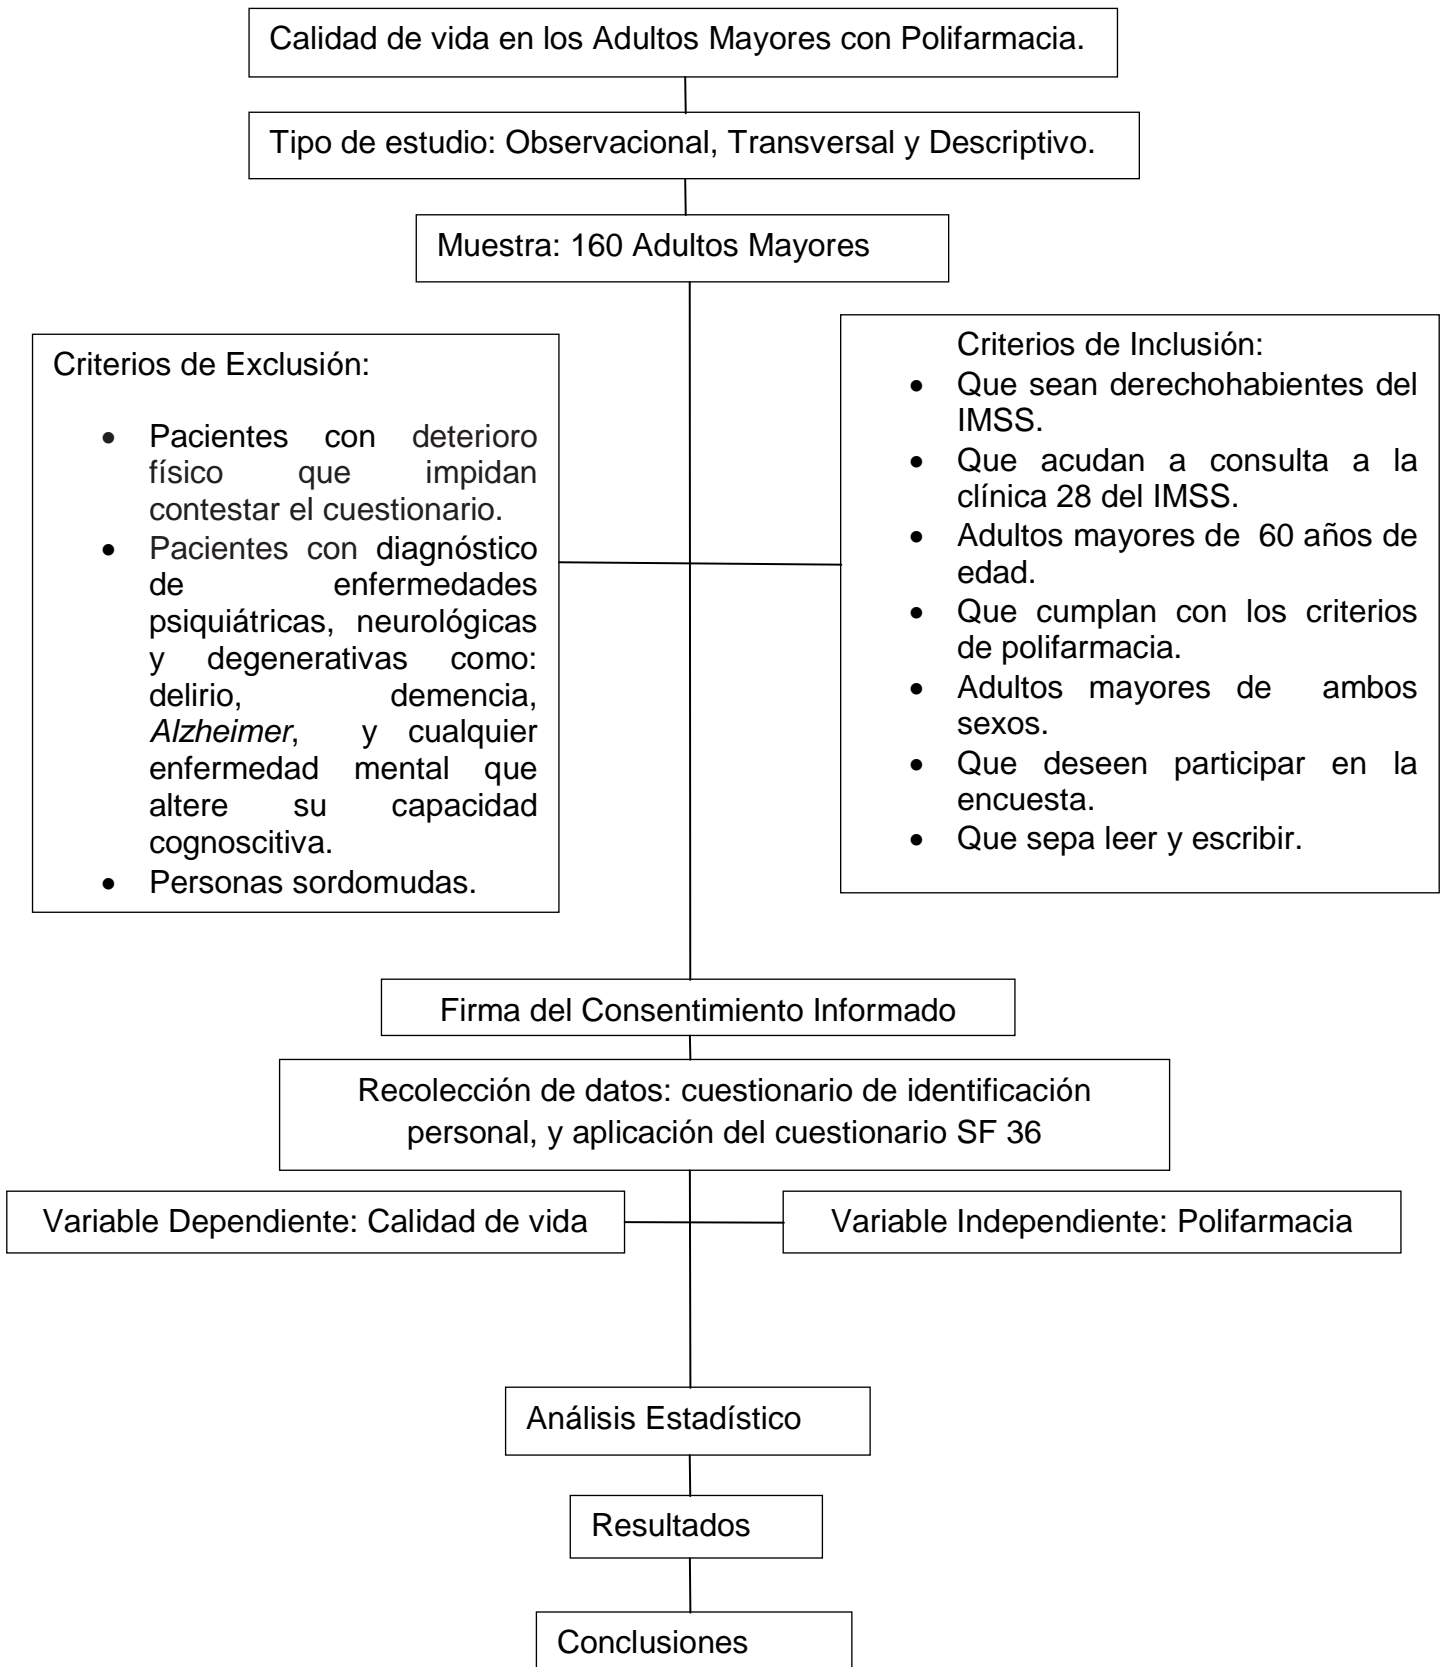 Calidad de vida en los Adultos Mayores con Polifarmacia.
Tipo de estudio: Observacional, Transversal y Descriptivo.
Muestra: 160 Adultos Mayores
Criterios de Exclusión:
• Pacientes con deterioro
físico que impidan
contestar el cuestionario.
• Pacientes con diagnóstico
de enfermedades
psiquiátricas, neurológicas
y degenerativas como:
delirio, demencia,
Alzheimer, y cualquier
enfermedad mental que
altere su capacidad
cognoscitiva.
• Personas sordomudas.
Criterios de Inclusión:
• Que sean derechohabientes del
IMSS.
• Que acudan a consulta a la
clínica 28 del IMSS.
• Adultos mayores de 60 años de
edad.
• Que cumplan con los criterios
de polifarmacia.
• Adultos mayores de ambos
sexos.
• Que deseen participar en la
encuesta.
• Que sepa leer y escribir.
Firma del Consentimiento Informado
Recolección de datos: cuestionario de identificación
personal, y aplicación del cuestionario SF 36
Variable Dependiente: Calidad de vida
Variable Independiente: Polifarmacia
Análisis Estadístico
Resultados
Conclusiones